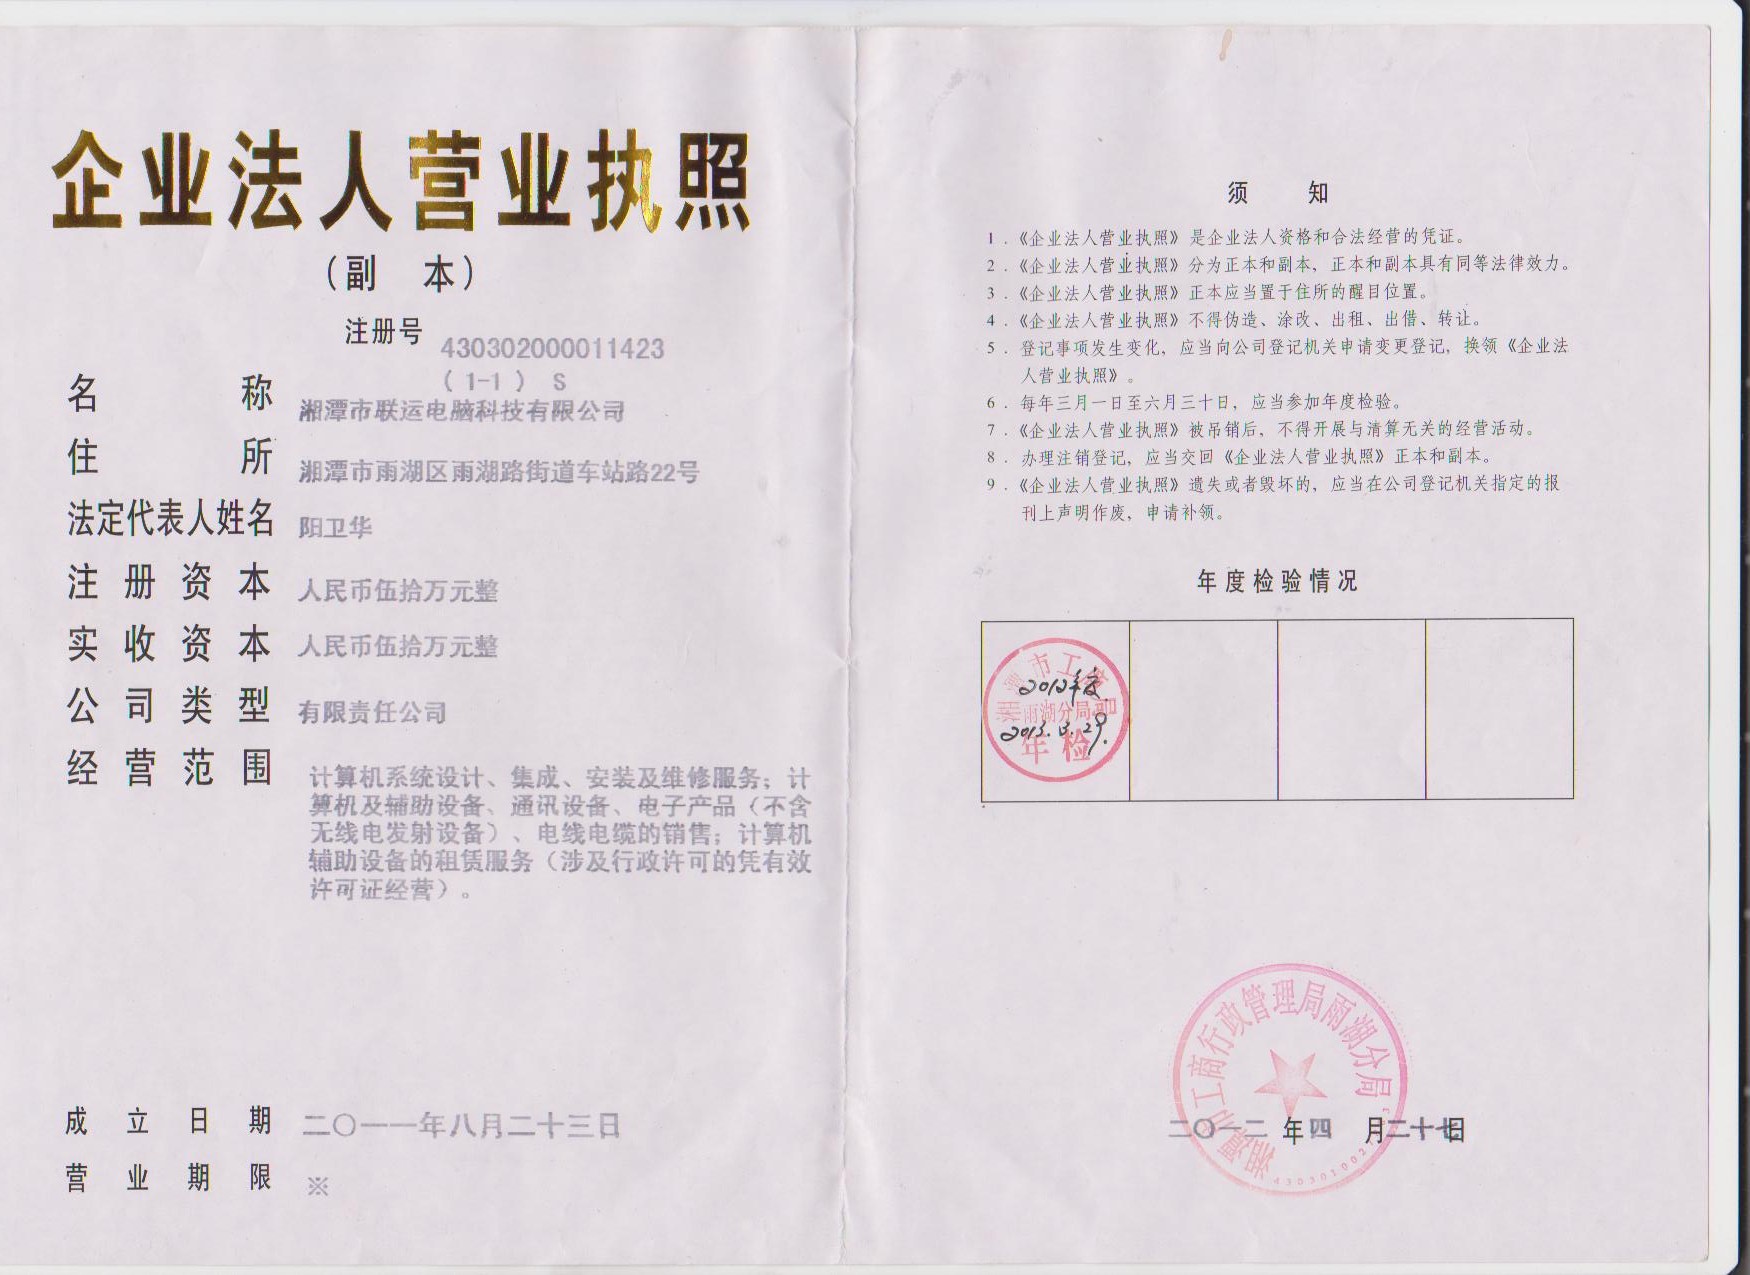 企业法人营业执照
（副 本）
注册号 430302000011423
（1-1） S
名称 湘潭市联运电脑科技有限公司
住所 湘潭市雨湖区雨湖路街道车站路22号
法定代表人姓名 阳卫华
注册资本 人民币伍拾万元整
实收资本 人民币伍拾万元整
公司类型 有限责任公司
经营范围 计算机系统设计、集成、安装及维修服务；计
算机及辅助设备、通讯设备、电子产品（不含
无线电发射设备）、电线电缆的销售；计算机
辅助设备的租赁服务（涉及行政许可的凭有效
许可证经营）。
成立日期 二〇一一年八月二十三日
营业期限 ※
须 知
1．《企业法人营业执照》是企业法人资格和合法经营的凭证。
2．《企业法人营业执照》分为正本和副本，正本和副本具有同等法律效力。
3．《企业法人营业执照》正本应当置于住所的醒目位置。
4．《企业法人营业执照》不得伪造、涂改、出租、出借、转让。
5．登记事项发生变化，应当向公司登记机关申请变更登记，换领《企业法
人营业执照》。
6．每年三月一日至六月三十日，应当参加年度检验。
7．《企业法人营业执照》被吊销后，不得开展与清算无关的经营活动。
8．办理注销登记，应当交回《企业法人营业执照》正本和副本。
9．《企业法人营业执照》遗失或者毁坏的，应当在公司登记机关指定的报
刊上声明作废，申请补领。
年度检验情况
湘潭市工商局
2012年度
雨湖分局
2013.3.29.
年检
湘潭市工商行政管理局雨湖分局
二〇一二年四月二十七日